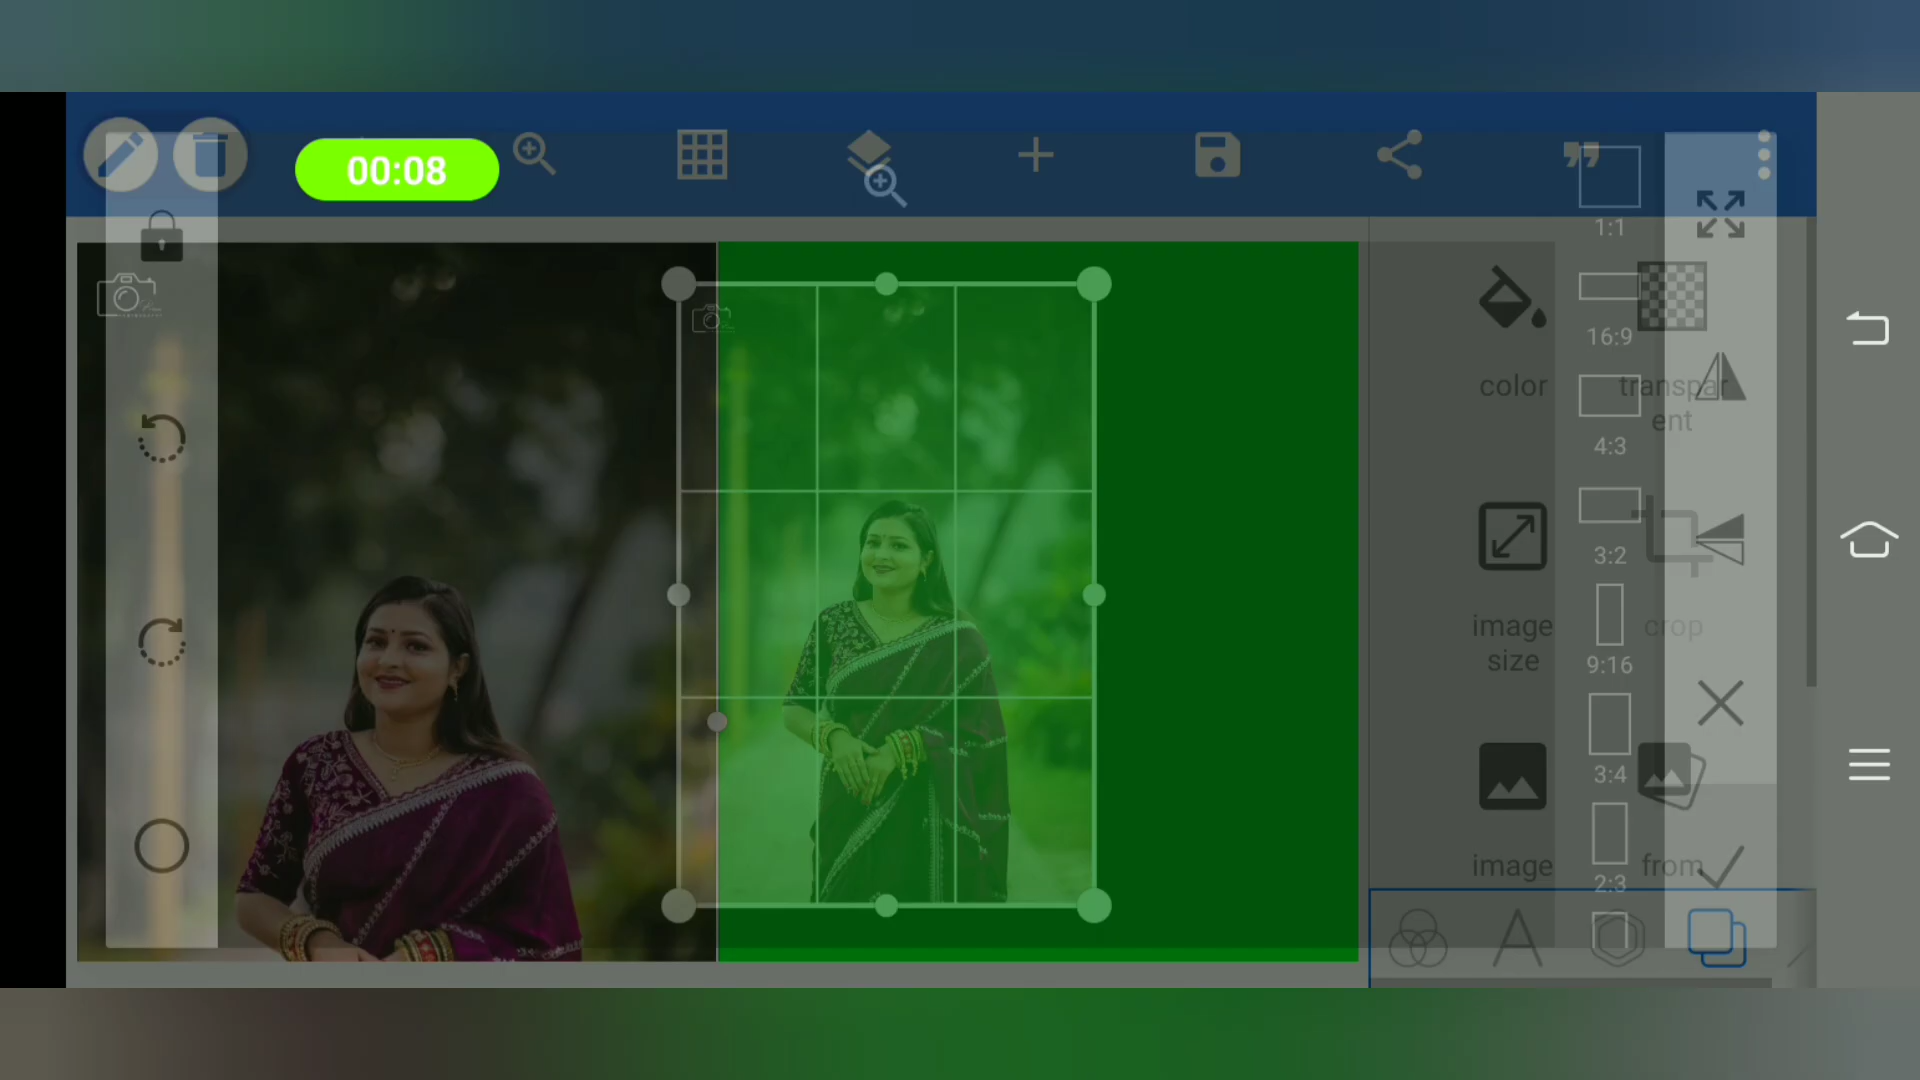 00:08
1:1
color
transpar
ent
16:9
4:3
3:2
image
size
crop
9:16
3:4
image
from
2:3